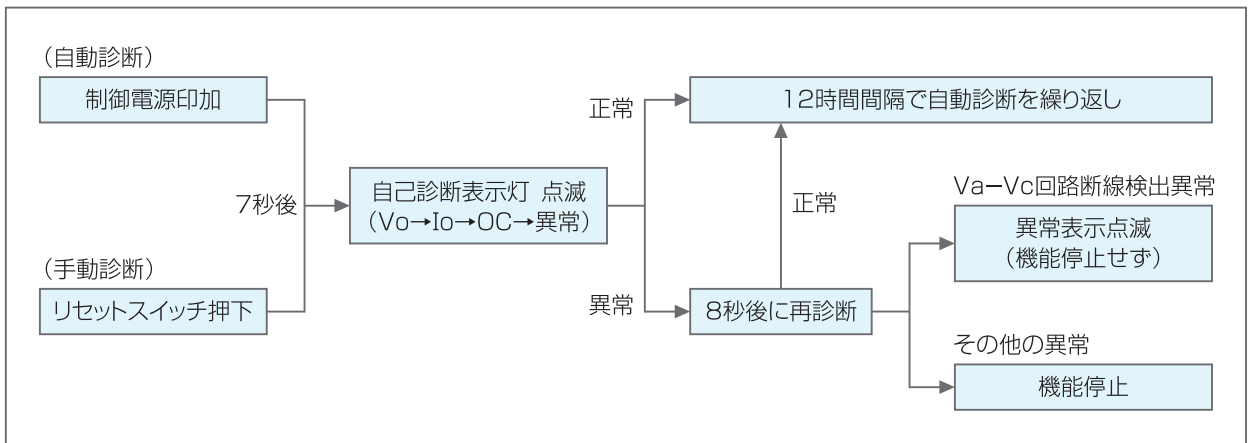 （自動診断）
制御電源印加
7秒後
（手動診断）
リセットスイッチ押下
自己診断表示灯 点滅
（Vo→Io→OC→異常）
正常
異常
12時間間隔で自動診断を繰り返し
正常
8秒後に再診断
Va−Vc回路断線検出異常
異常表示点滅
（機能停止せず）
その他の異常
機能停止